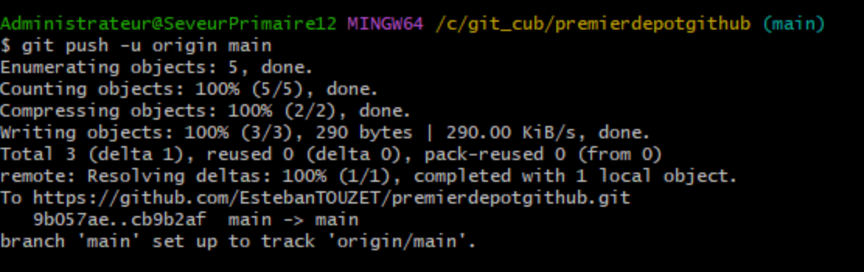 Administrateur@SeveurPrimaire12 MINGW64 /c/git_cub/premierdepotgithub (main)
$ git push -u origin main
Enumerating objects: 5, done.
Counting objects: 100% (5/5), done.
Compressing objects: 100% (2/2), done.
Writing objects: 100% (3/3), 290 bytes | 290.00 KiB/s, done.
Total 3 (delta 1), reused 0 (delta 0), pack-reused 0 (from 0)
remote: Resolving deltas: 100% (1/1), completed with 1 local object.
To https://github.com/EstebanTOUZET/premierdepotgithub.git
   9b057ae..cb9b2af  main -> main
branch 'main' set up to track 'origin/main'.